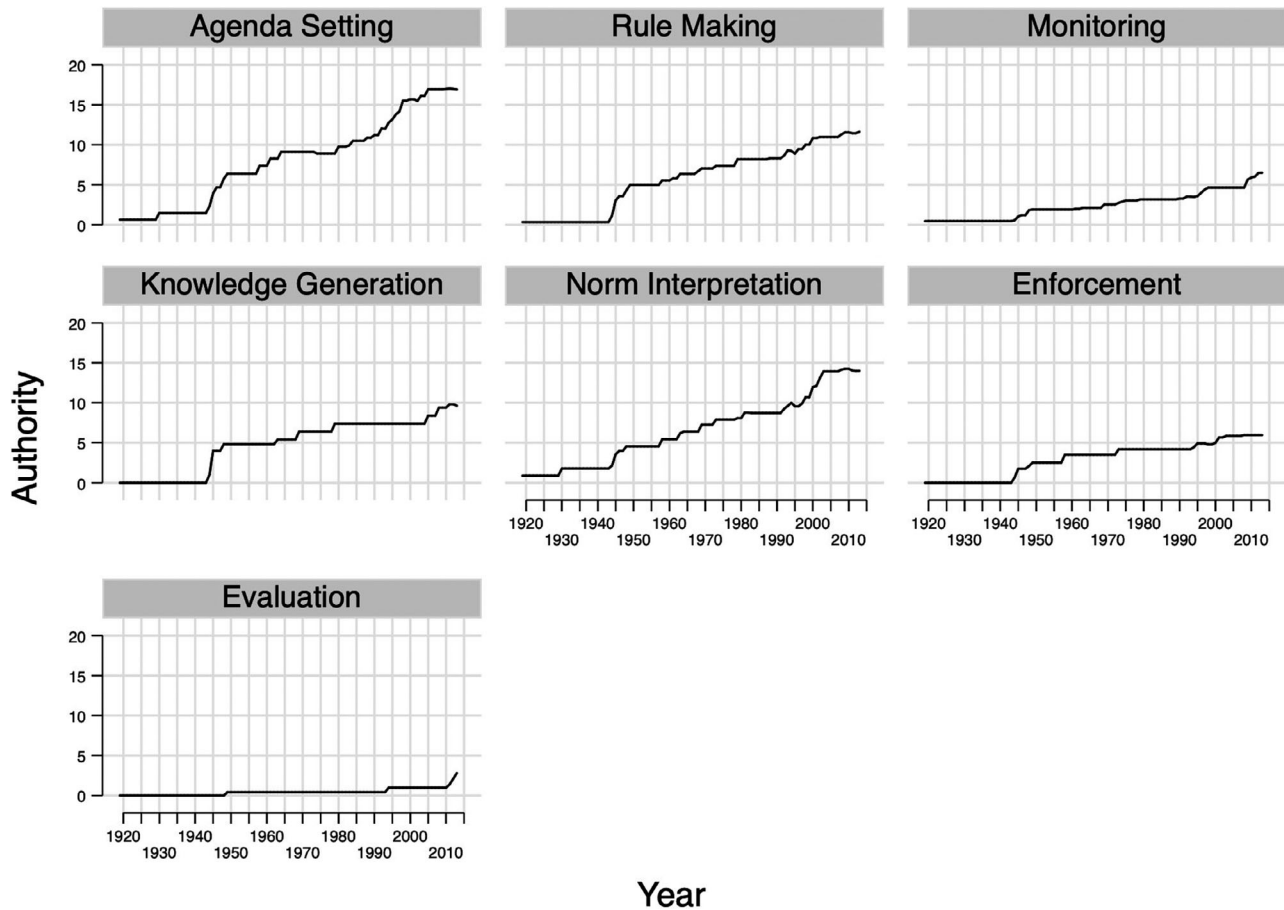 Agenda Setting
Rule Making
Monitoring
20
15
10
5
0
Knowledge Generation
Norm Interpretation
Enforcement
20
15
10
5
0
1920 1940 1960 1980 2000
1930 1950 1970 1990 2010
1920 1940 1960 1980 2000
1930 1950 1970 1990 2010
Evaluation
20
15
10
5
0
1920 1940 1960 1980 2000
1930 1950 1970 1990 2010
Authority
Year